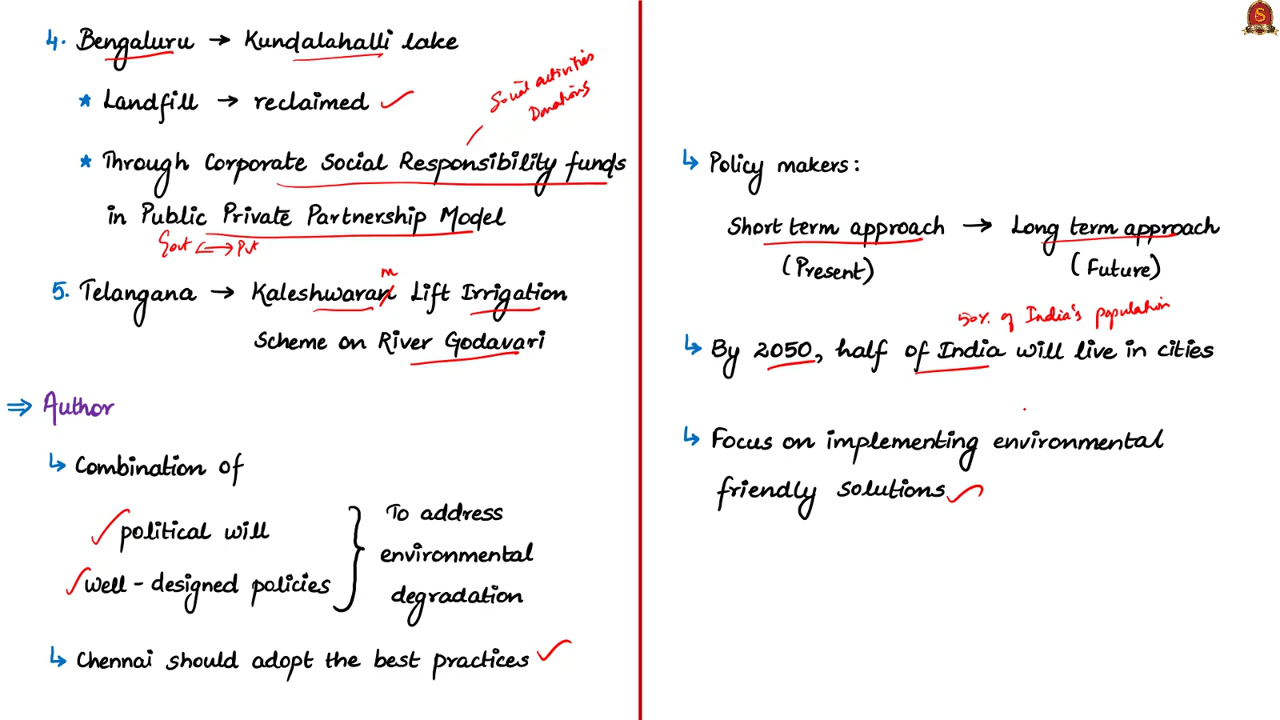 4. Bengaluru → Kundalahalli lake
* Landfill → reclaimed ✓
Social activities
Donations
* Through Corporate Social Responsibility funds
in Public Private Partnership Model
Govt ↔ Pvt
m
5. Telangana → Kaleshwaran Lift Irrigation
Scheme on River Godavari
⇒ Author
↳ Combination of
✓ political will
✓ well-designed policies
To address
environmental
degradation
↳ Chennai should adopt the best practices ✓
↳ Policy makers:
Short term approach → Long term approach
(Present) (Future)
50% of India's population
↳ By 2050, half of India will live in cities
↳ Focus on implementing environmental
friendly solutions ✓
S